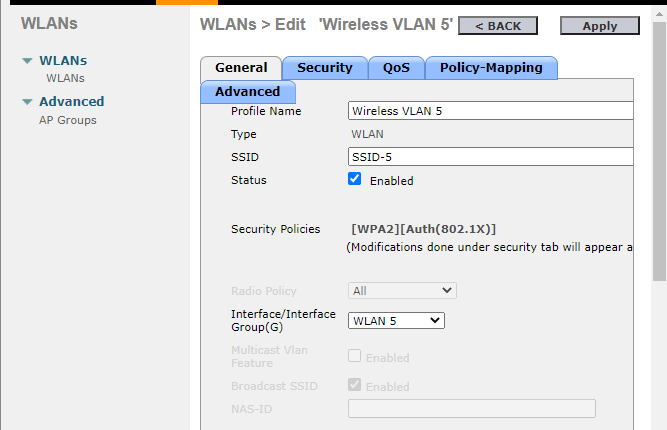 WLANs
WLANs > Edit 'Wireless VLAN 5'
< BACK
Apply
WLANs
WLANs
Advanced
AP Groups
General
Security
QoS
Policy-Mapping
Advanced
Profile Name
Wireless VLAN 5
Type
WLAN
SSID
SSID-5
Status
Enabled
Security Policies
[WPA2][Auth(802.1X)]
(Modifications done under security tab will appear a
Radio Policy
All
Interface/Interface
Group(G)
WLAN 5
Multicast Vlan
Feature
Enabled
Broadcast SSID
Enabled
NAS-ID